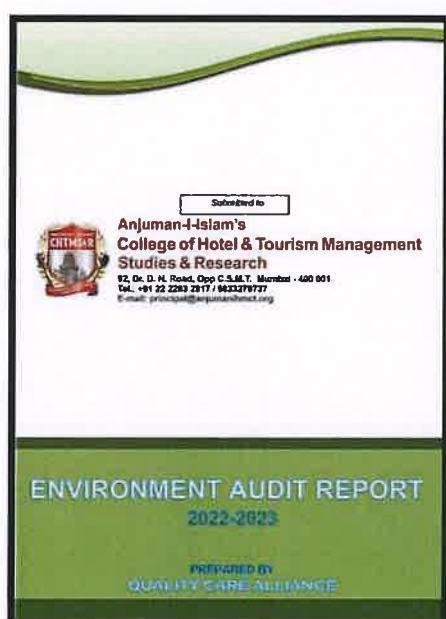 Submitted to
CHTMS&R
Anjuman-I-Islam's
College of Hotel & Tourism Management
Studies & Research
92, Dr. D. N. Road, Opp C.S.M.T. Mumbai - 400 001
E-mail: principal@anjumanihmct.org
ENVIRONMENT AUDIT REPORT
2022-2023
PREPARED BY
QUALITY CARE ALLIANCE